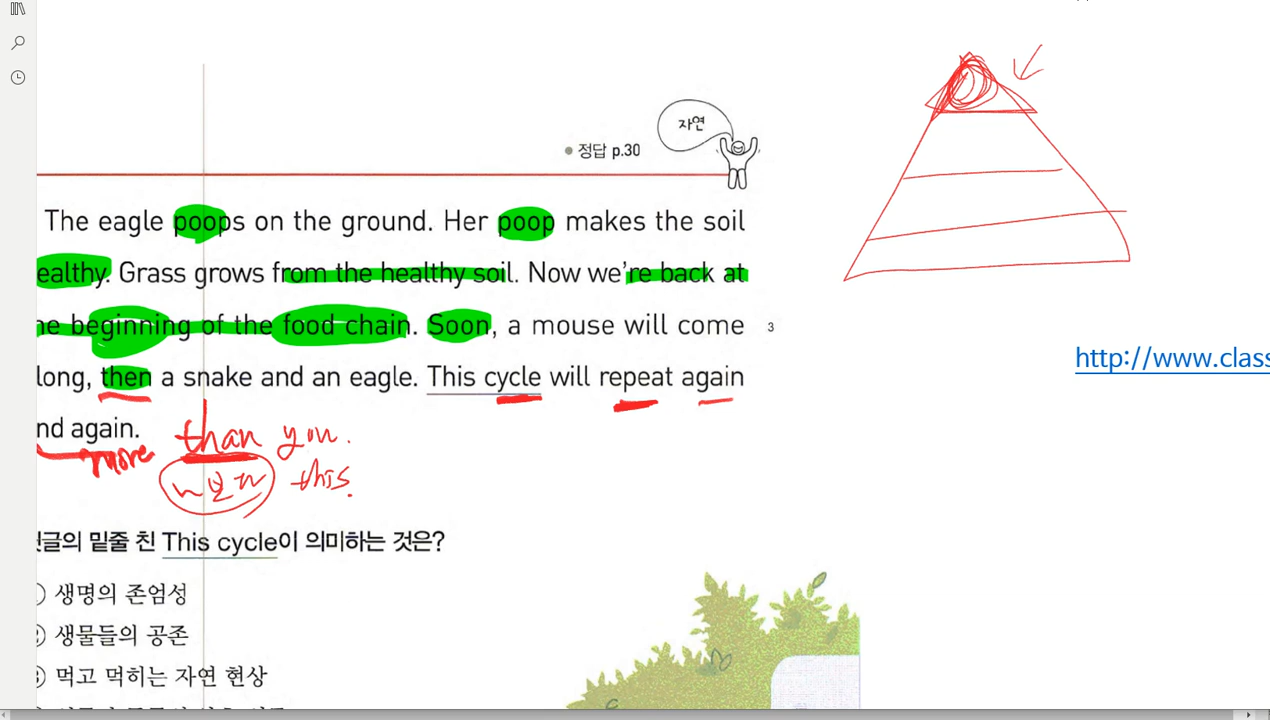 자연
정답 p.30
The eagle poops on the ground. Her poop makes the soil
ealthy. Grass grows from the healthy soil. Now we're back at
he beginning of the food chain. Soon, a mouse will come
3
long, then a snake and an eagle. This cycle will repeat again
nd again.
more than you.
this.
윗글의 밑줄 친 This cycle이 의미하는 것은?
생명의 존엄성
생물들의 공존
먹고 먹히는 자연 현상
http://www.class